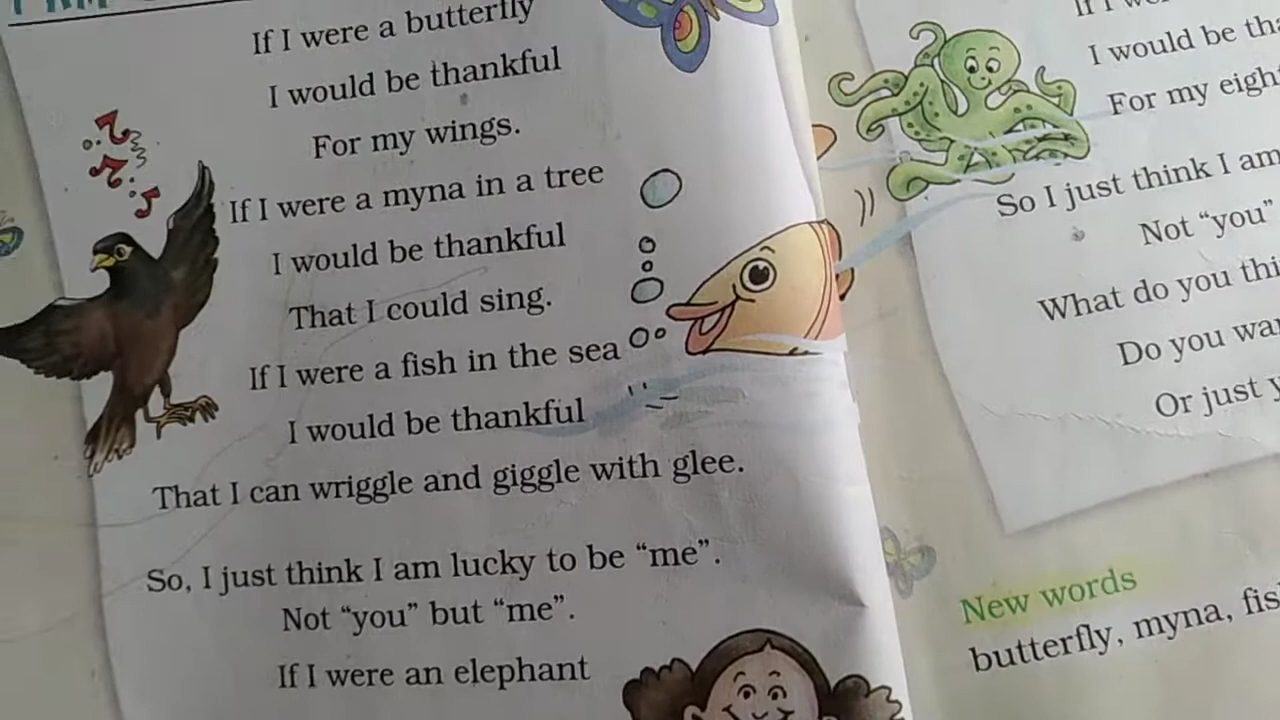 If I were a butterfly
I would be thankful
For my wings.
If I were a myna in a tree
I would be thankful
That I could sing.
If I were a fish in the sea
I would be thankful
That I can wriggle and giggle with glee.
So, I just think I am lucky to be “me”.
Not “you” but “me”.
If I were an elephant
I would be
For my eight
So I just think I am
Not “you”
What do you
Do you
Or just
New words
butterfly, myna,